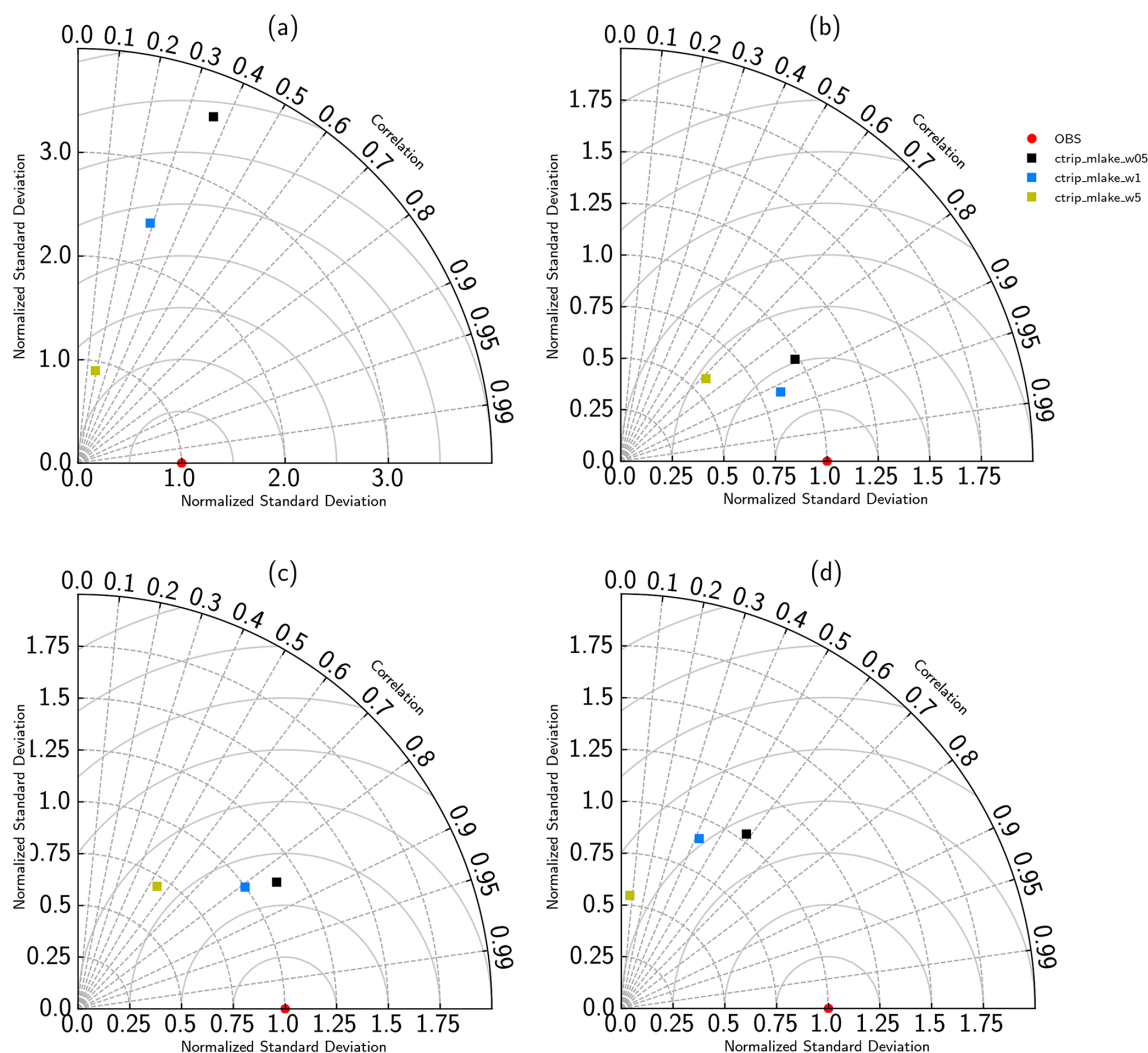 (a)
0.0 0.1 0.2 0.3 0.4 0.5 0.6 0.7 0.8 0.9 0.95 0.99
Correlation
3.0
2.0
1.0
0.0
Normalized Standard Deviation
1.0 2.0 3.0
Normalized Standard Deviation
(b)
0.0 0.1 0.2 0.3 0.4 0.5 0.6 0.7 0.8 0.9 0.95 0.99
Correlation
1.75
1.5
1.25
1.0
0.75
0.5
0.25
0.0
Normalized Standard Deviation
0.0 0.25 0.5 0.75 1.0 1.25 1.5 1.75
Normalized Standard Deviation
OBS
ctrip_mlake_w05
ctrip_mlake_w1
ctrip_mlake_w5
(c)
0.0 0.1 0.2 0.3 0.4 0.5 0.6 0.7 0.8 0.9 0.95 0.99
Correlation
1.75
1.5
1.25
1.0
0.75
0.5
0.25
0.0
Normalized Standard Deviation
0.25 0.5 0.75 1.0 1.25 1.5 1.75
Normalized Standard Deviation
(d)
0.0 0.1 0.2 0.3 0.4 0.5 0.6 0.7 0.8 0.9 0.95 0.99
Correlation
1.75
1.5
1.25
1.0
0.75
0.5
0.25
0.0
Normalized Standard Deviation
0.0 0.25 0.5 0.75 1.0 1.25 1.5 1.75
Normalized Standard Deviation